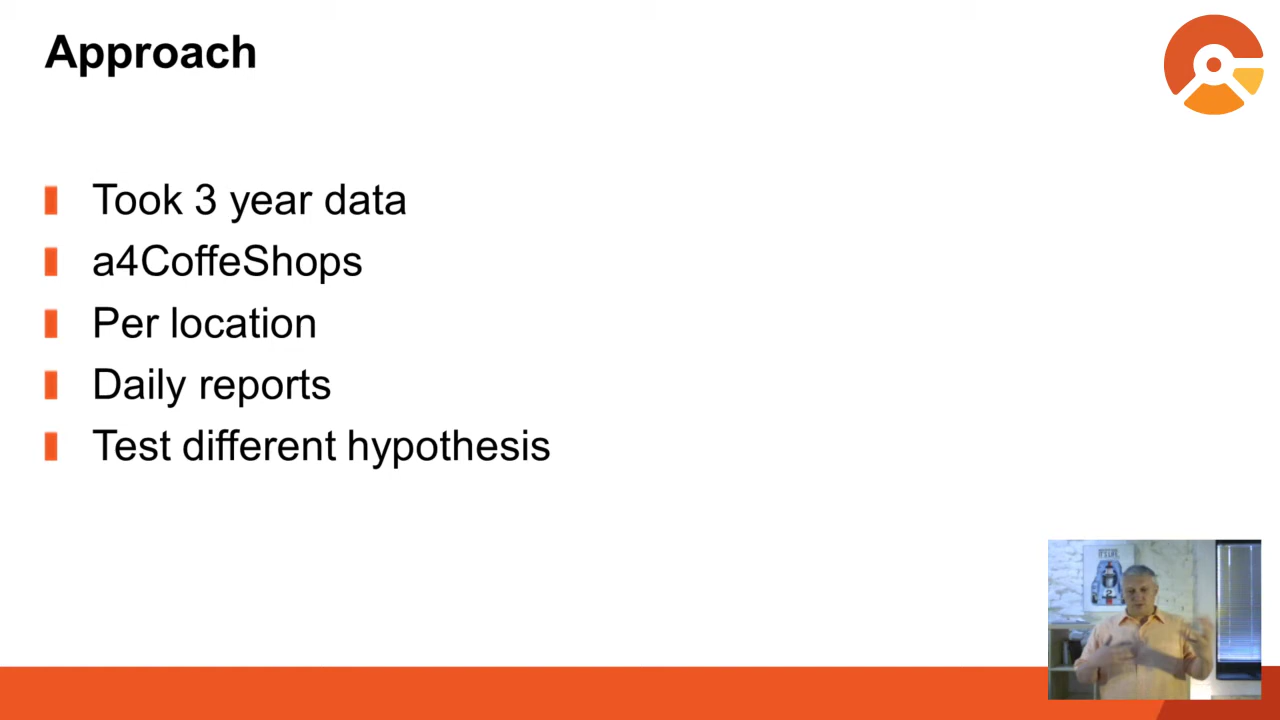 Approach
Took 3 year data
a4CoffeShops
Per location
Daily reports
Test different hypothesis